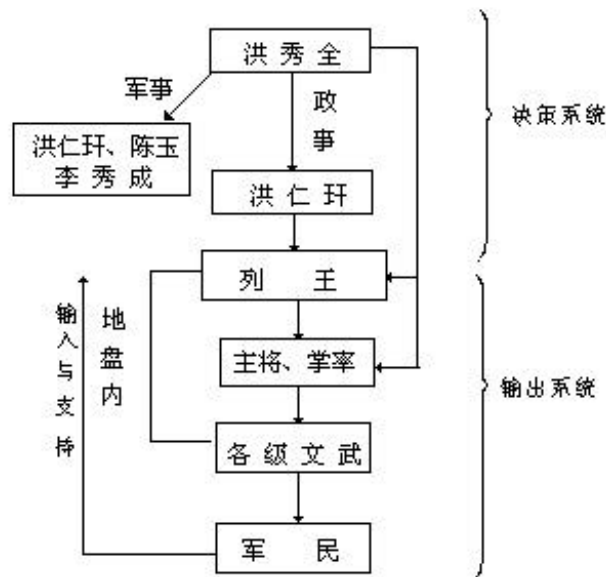 洪秀全
军事
政事
决策系统
洪仁玕、陈玉
李秀成
洪仁玕
列王
输入与支持
地盘内
主将、掌率
输出系统
各级文武
军民